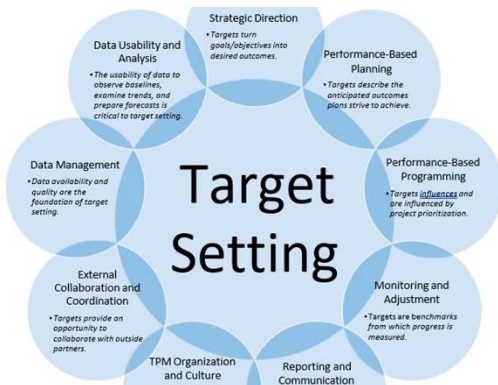 Strategic Direction
• Targets turn
goals/objectives into
desired outcomes.
Performance-Based
Planning
• Targets describe the
anticipated outcomes
plans strive to achieve.
Performance-Based
Programming
• Targets influences and
are influenced by
project prioritization.
Monitoring and
Adjustment
• Targets are benchmarks
from which progress is
measured.
Reporting and
Communication
TPM Organization
and Culture
External
Collaboration and
Coordination
• Targets provide an
opportunity to
collaborate with outside
partners.
Data Management
• Data availability and
quality are the
foundation of target
setting.
Data Usability and
Analysis
• The usability of data to
observe baselines,
examine trends, and
prepare forecasts is
critical to target setting.
Target
Setting